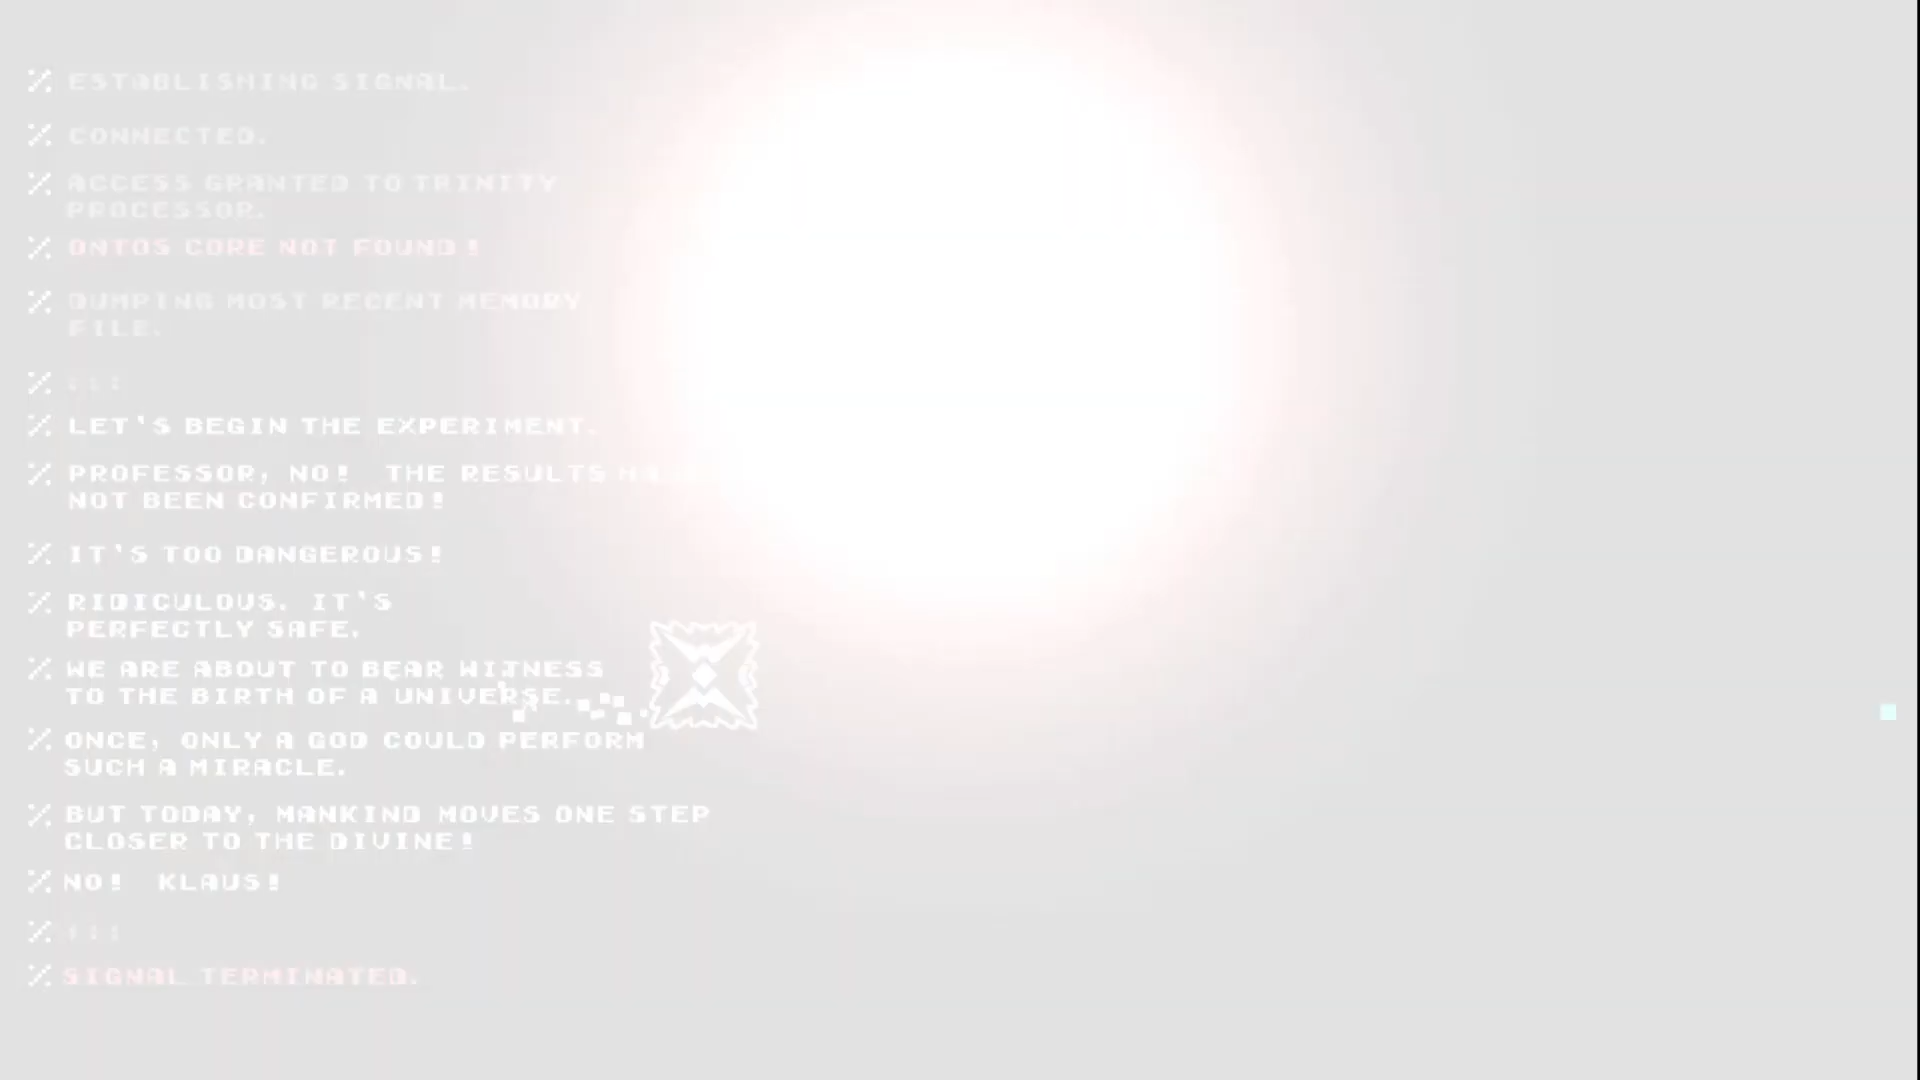 ESTABLISHING SIGNAL.
CONNECTED.
ACCESS GRANTED TO TRINITY
PROCESSOR.
ONTOS CORE NOT FOUND!
DUMPING MOST RECENT MEMORY
FILE.
...
LET'S BEGIN THE EXPERIMENT.
PROFESSOR, NO! THE RESULTS
NOT BEEN CONFIRMED!
IT'S TOO DANGEROUS!
RIDICULOUS. IT'S
PERFECTLY SAFE.
WE ARE ABOUT TO BEAR WITNESS
TO THE BIRTH OF A UNIVERSE.
ONCE, ONLY A GOD COULD PERFORM
SUCH A MIRACLE.
BUT TODAY, MANKIND MOVES ONE STEP
CLOSER TO THE DIVINE!
NO! KLAUS!
...
SIGNAL TERMINATED.